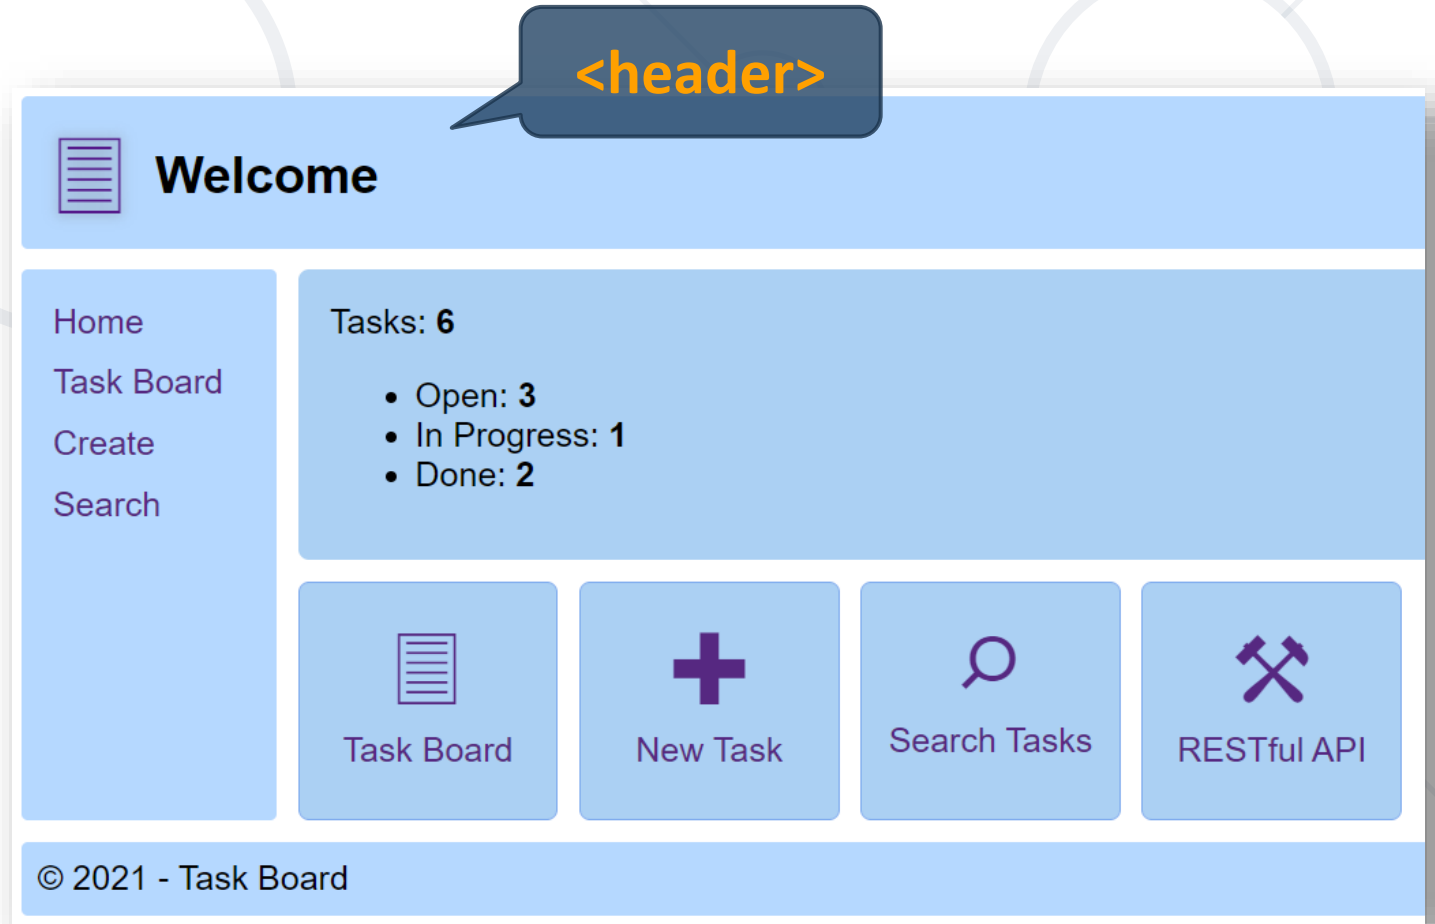 <header>
Welcome
Home
Task Board
Create
Search
Tasks: 6
• Open: 3
• In Progress: 1
• Done: 2
Task Board
New Task
Search Tasks
RESTful API
© 2021 - Task Board